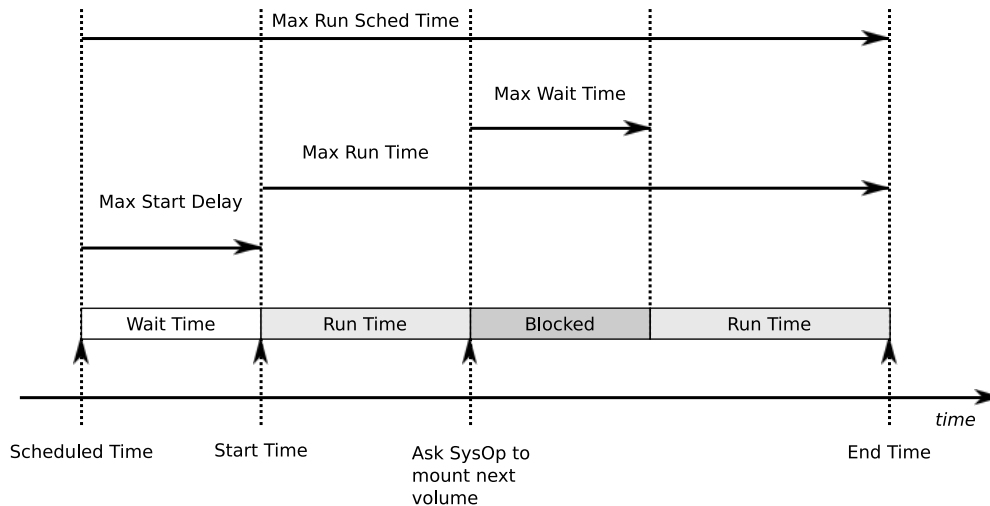 Max Run Sched Time
Max Wait Time
Max Run Time
Max Start Delay
Wait Time
Run Time
Blocked
Run Time
time
Scheduled Time
Start Time
Ask SysOp to
mount next
volume
End Time